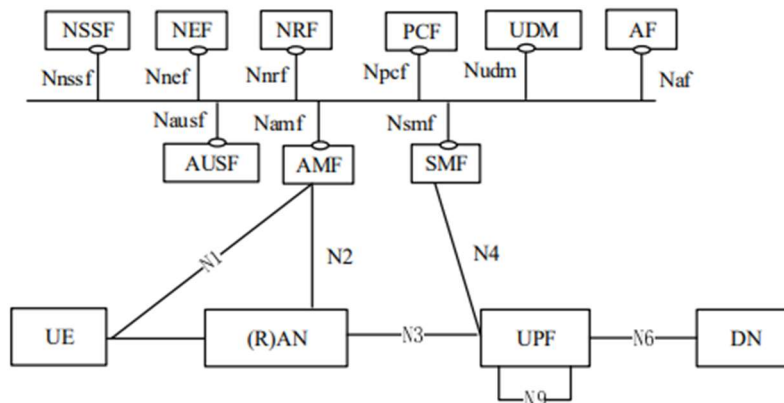 NSSF NEF NRF PCF UDM AF
Nnssf Nnef Nnrf Npcf Nudm Naf
Nausf Namf Nsmf
AUSF AMF SMF
N1 N2 N4
UE (R)AN N3 UPF N6 DN
N9